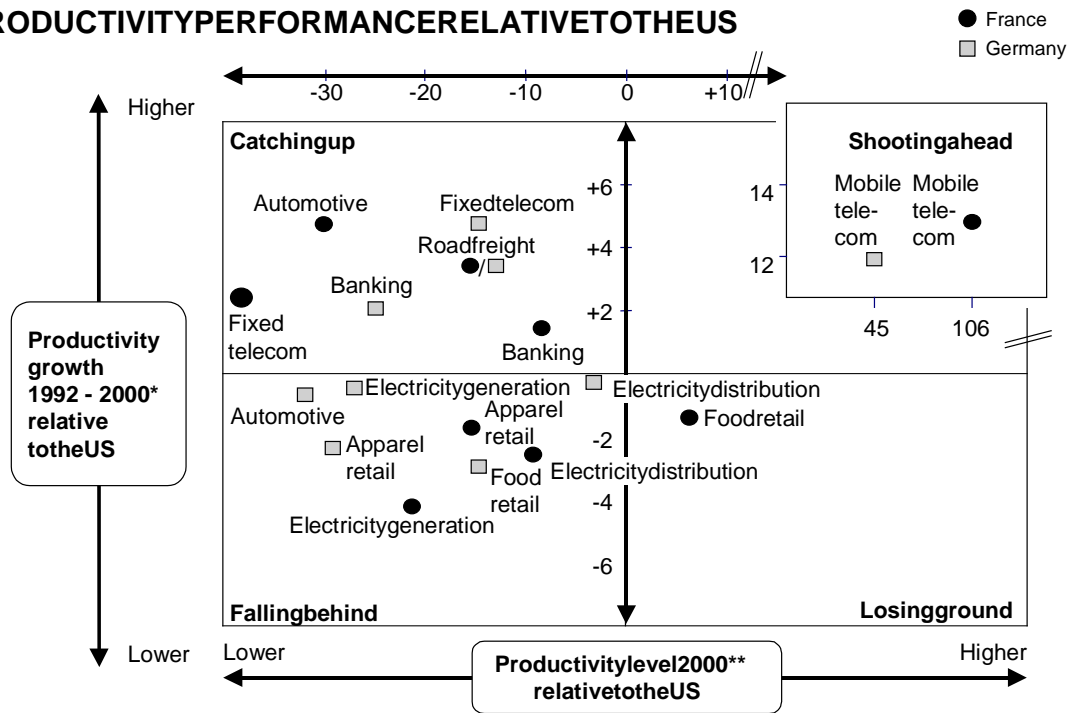 RODUCTIVITYPERFORMANCERELATIVETOTHEUS
France
Germany
-30 -20 -10 0 +10
Higher
Catchingup
Shootingahead
Automotive
Fixedtelecom
+6
14
Mobile
tele-
com
Mobile
tele-
com
Roadfreight
/
+4
12
Banking
+2
45 106
Fixed
telecom
Banking
Productivity
growth
1992 - 2000*
relative
totheUS
Electricitygeneration
Electricitydistribution
Automotive
Apparel
retail
Foodretail
-2
Apparel
retail
Food
retail
Electricitydistribution
-4
Electricitygeneration
-6
Fallingbehind
Losingground
Lower
Lower
Higher
Productivitylevel2000**
relativetotheUS